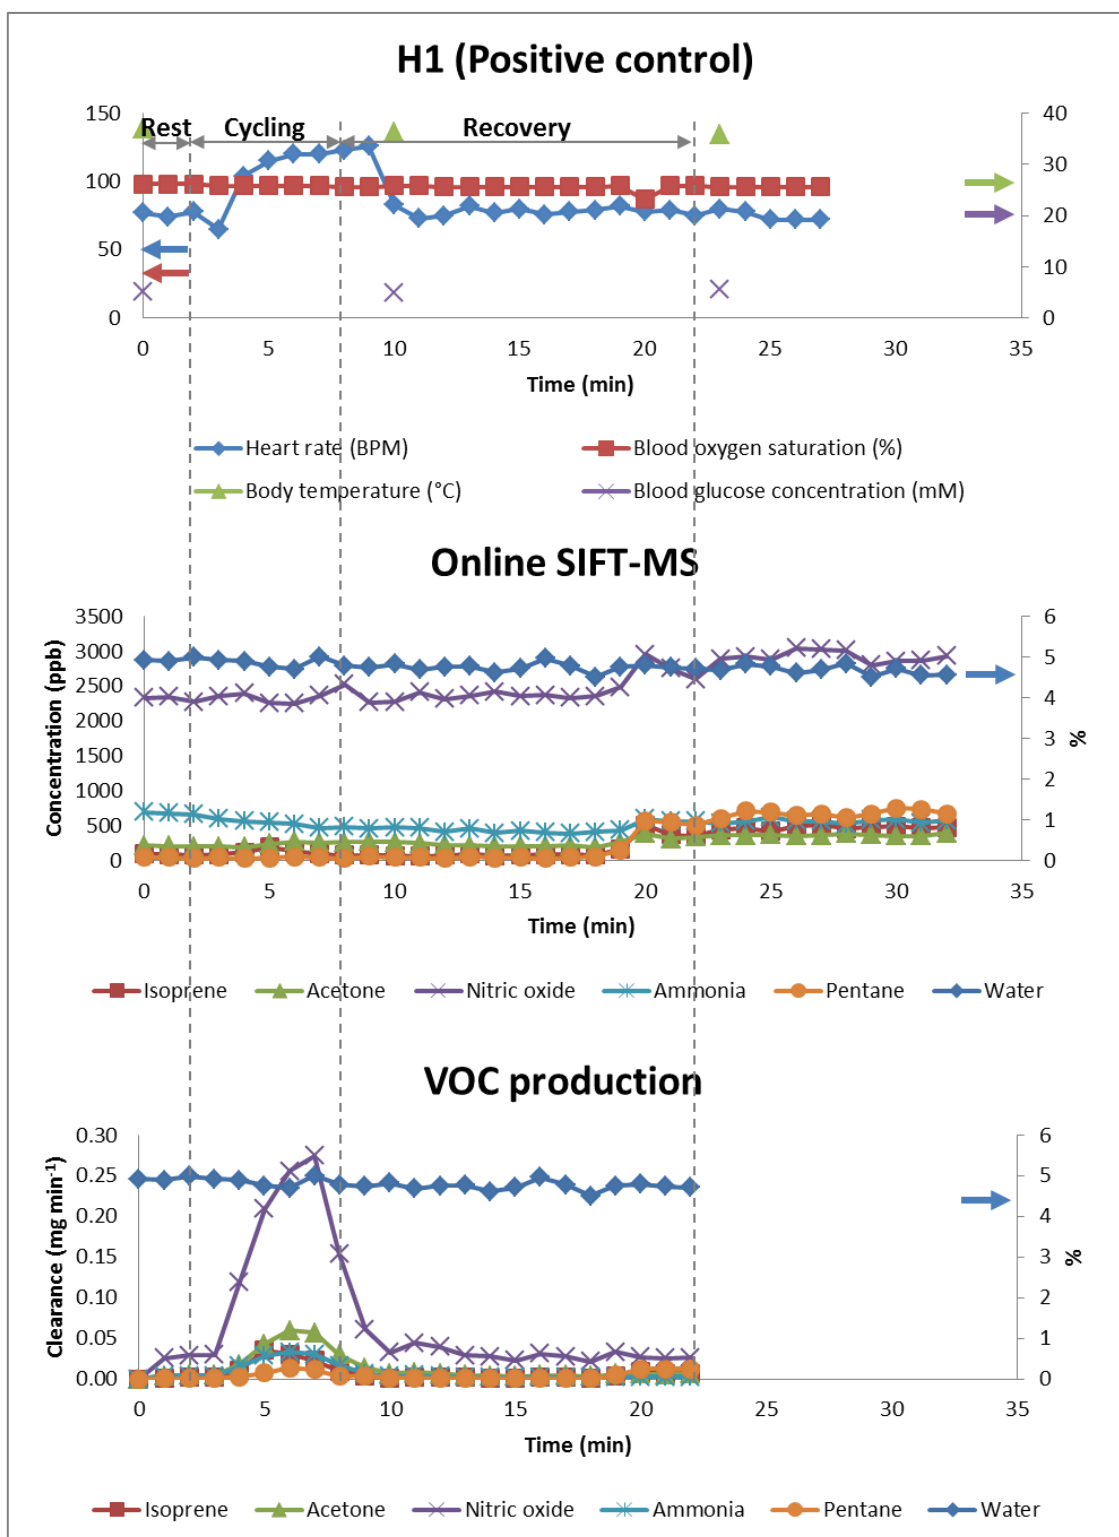 H1 (Positive control)
150
100
50
0
40
30
20
10
0
Rest
Cycling
Recovery
0 5 10 15 20 25 30 35
Time (min)
Heart rate (BPM)
Blood oxygen saturation (%)
Body temperature (°C)
Blood glucose concentration (mM)
Online SIFT-MS
Concentration (ppb)
3500
3000
2500
2000
1500
1000
500
0
6
5
4
3
2
1
0
%
0 5 10 15 20 25 30 35
Time (min)
Isoprene Acetone Nitric oxide Ammonia Pentane Water
VOC production
Clearance (mg min⁻¹)
0.30
0.25
0.20
0.15
0.10
0.05
0.00
6
5
4
3
2
1
0
%
0 5 10 15 20 25 30 35
Time (min)
Isoprene Acetone Nitric oxide Ammonia Pentane Water